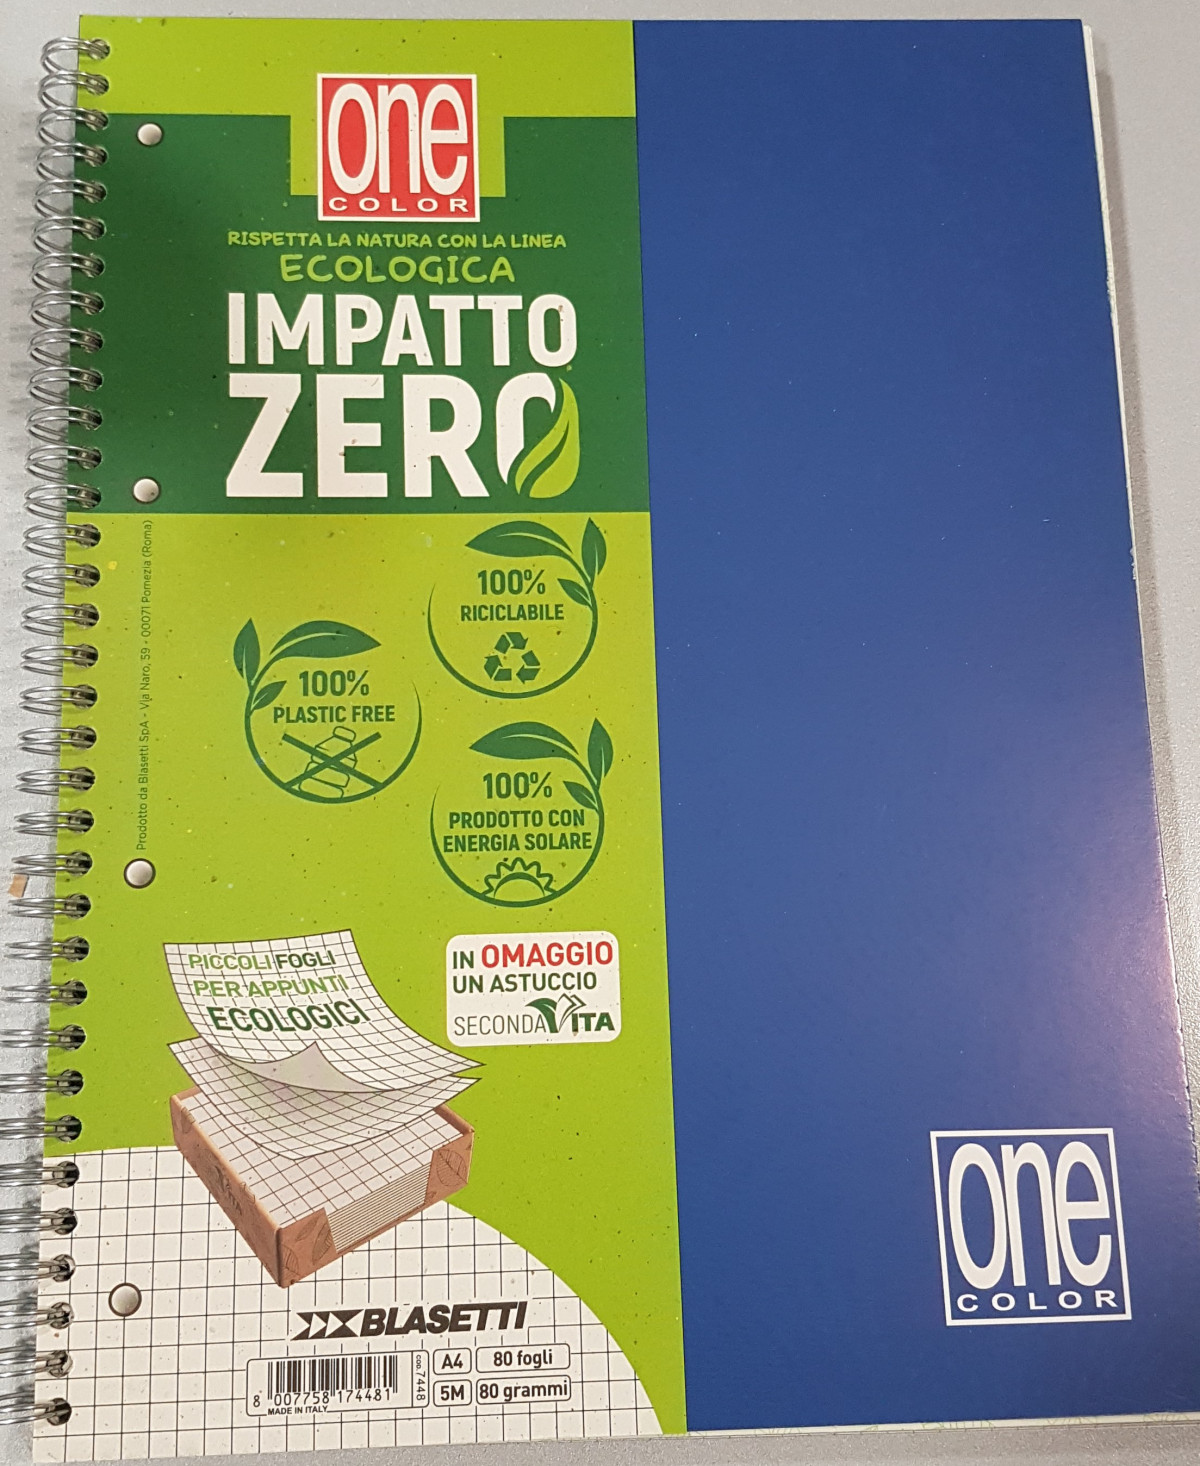 one
COLOR
RISPETTA LA NATURA CON LA LINEA
ECOLOGICA
IMPATTO
ZERO
100%
RICICLABILE
100%
PLASTIC FREE
100%
PRODOTTO CON
ENERGIA SOLARE
Prodotto da Blasetti SpA - Via Naro, 59 - 00071 Pomezia (Roma)
PICCOLI FOGLI
PER APPUNTI
ECOLOGICI
IN OMAGGIO
UN ASTUCCIO
SECONDA VITA
VITA
BLASETTI
8 007758 174481
MADE IN ITALY
COD. 7448
A4
80 fogli
5M
80 grammi
one
COLOR